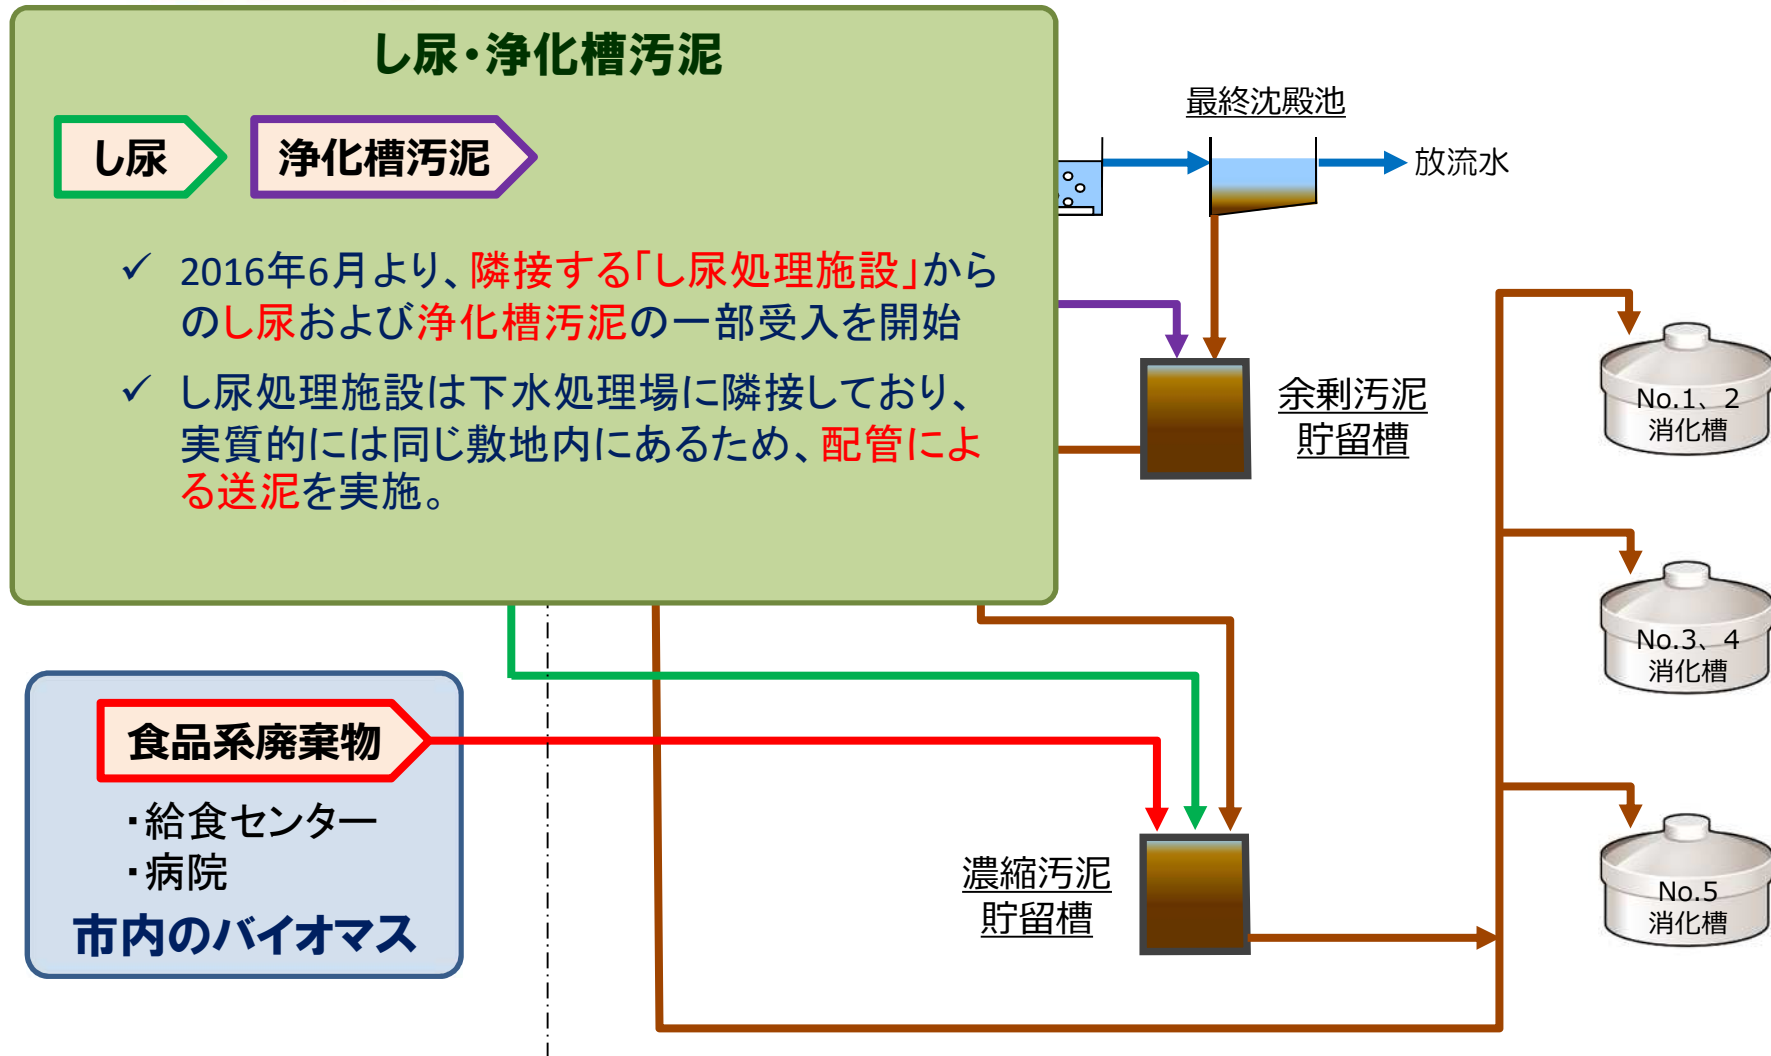 し尿・浄化槽汚泥
し尿
浄化槽汚泥
✓ 2016年6月より、隣接する「し尿処理施設」から
のし尿および浄化槽汚泥の一部受入を開始
✓ し尿処理施設は下水処理場に隣接しており、
実質的には同じ敷地内にあるため、配管によ
る送泥を実施。
最終沈殿池
放流水
余剰汚泥
貯留槽
No.1、2
消化槽
No.3、4
消化槽
食品系廃棄物
・給食センター
・病院
市内のバイオマス
濃縮汚泥
貯留槽
No.5
消化槽